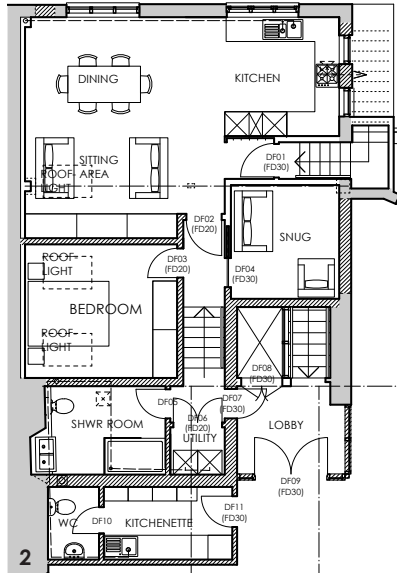 DINING
KITCHEN
SITTING
AREA
ROOF-
LIGHT
DF01
(FD30)
DF02
(FD20)
SNUG
DF03
(FD20)
DF04
(FD30)
ROOF-
LIGHT
BEDROOM
ROOF-
LIGHT
DF08
(FD30)
DF05
DF07
(FD30)
DF06
(FD20)
SHWR ROOM
UTILITY
LOBBY
DF09
(FD30)
WC
DF10
KITCHENETTE
DF11
(FD30)
2